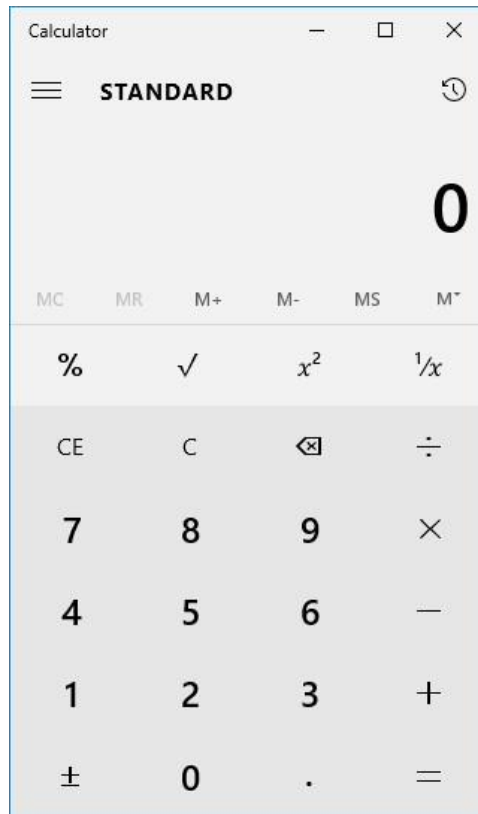 Calculator
STANDARD
0
MC MR M+ M- MS M
% √ x² ¹/x
CE C ÷
7 8 9 ×
4 5 6 −
1 2 3 +
± 0 . =